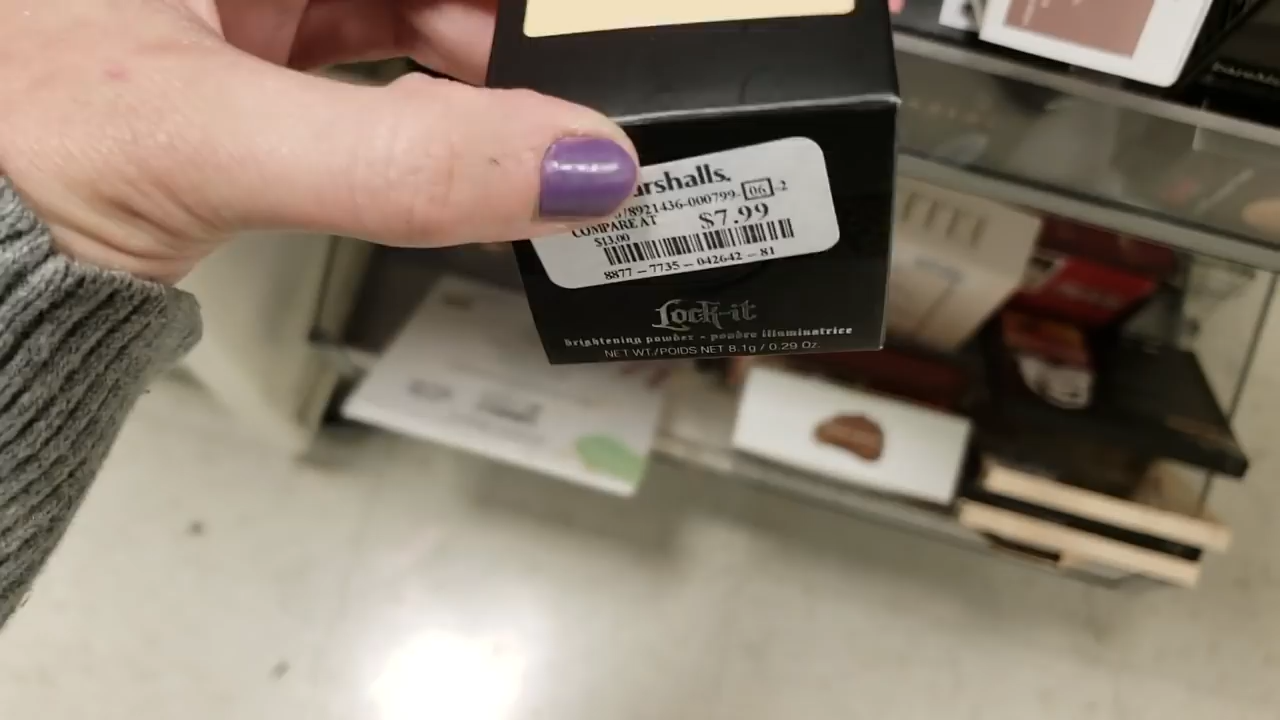 arshalls.
78921436-000799- 06 -2
COMPARE AT $7.99
$13.00
8877 - 7735 - 042642 - 81
Lock-it
brightening powder - poudre illuminatrice
NET WT./POIDS NET 8.1g / 0.29 Oz.